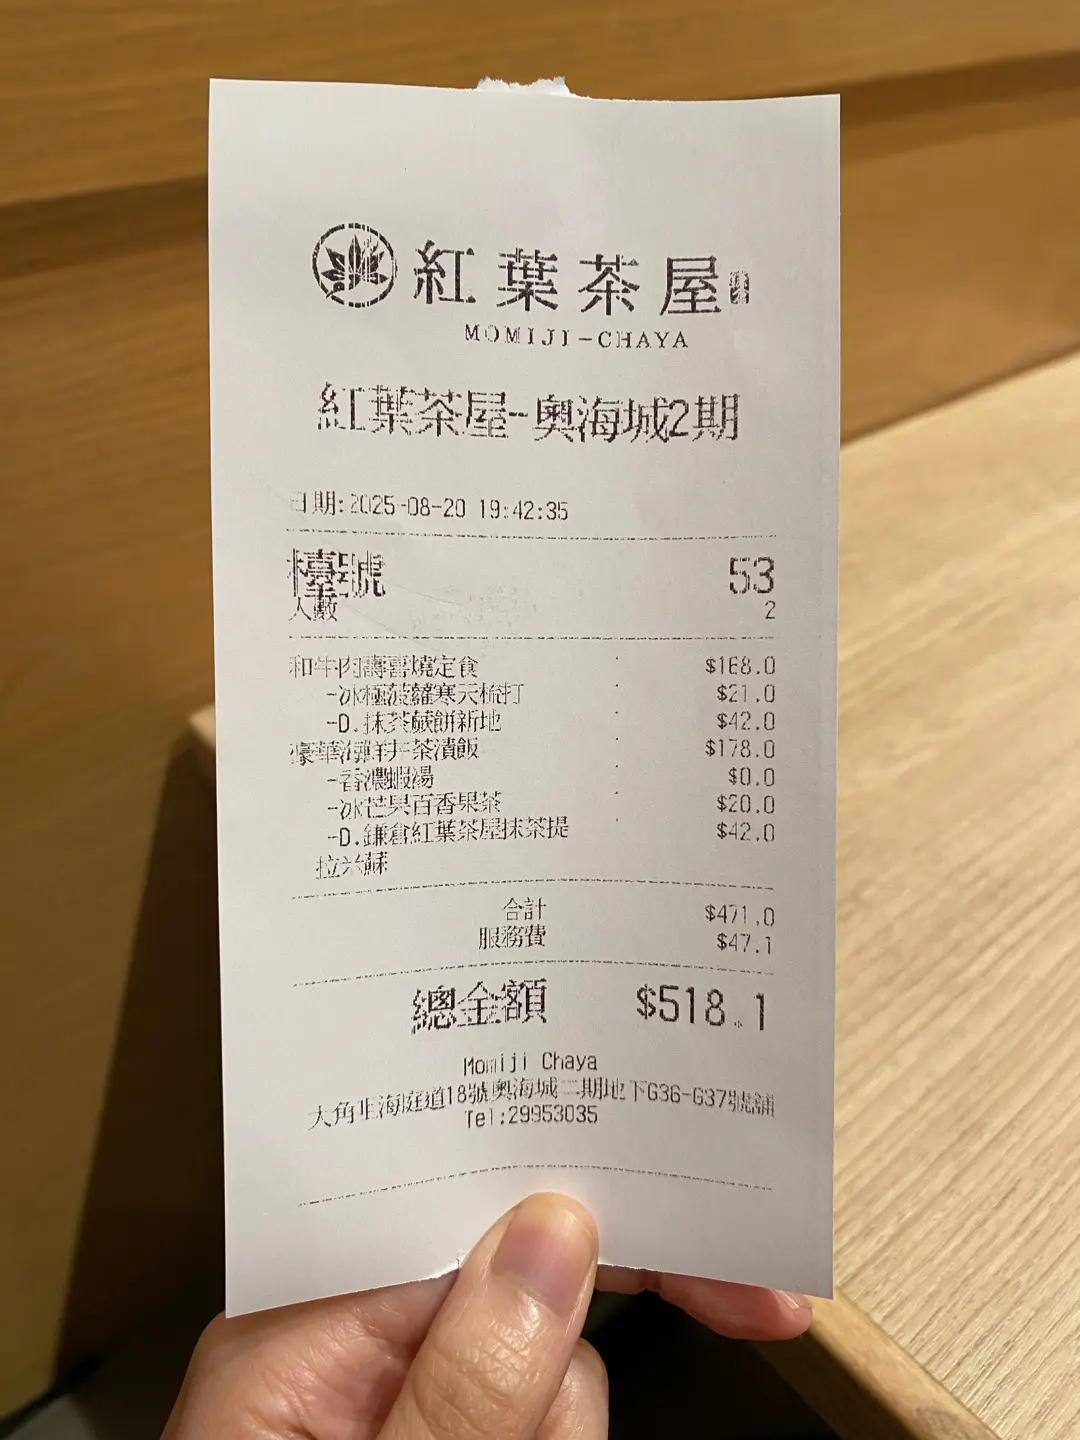 紅葉茶屋
MOMIJI-CHAYA
紅葉茶屋-奧海城2期
日期: 2025-08-20 19:42:35
檯號 53
人數 2
和牛肉壽喜燒定食 $168.0
-冰極菠蘿寒天梳打 $21.0
-D.抹茶蕨餅新地 $42.0
豪華海鮮丼茶漬飯 $178.0
-香濃蝦湯 $0.0
-冰芒果百香果茶 $20.0
-D.鎌倉紅葉茶屋抹茶提
拉米蘇 $42.0
合計 $471.0
服務費 $47.1
總金額 $518.1
Momiji Chaya
大角咀海庭道18號奧海城二期地下G36-G37號舖
Tel:29953035